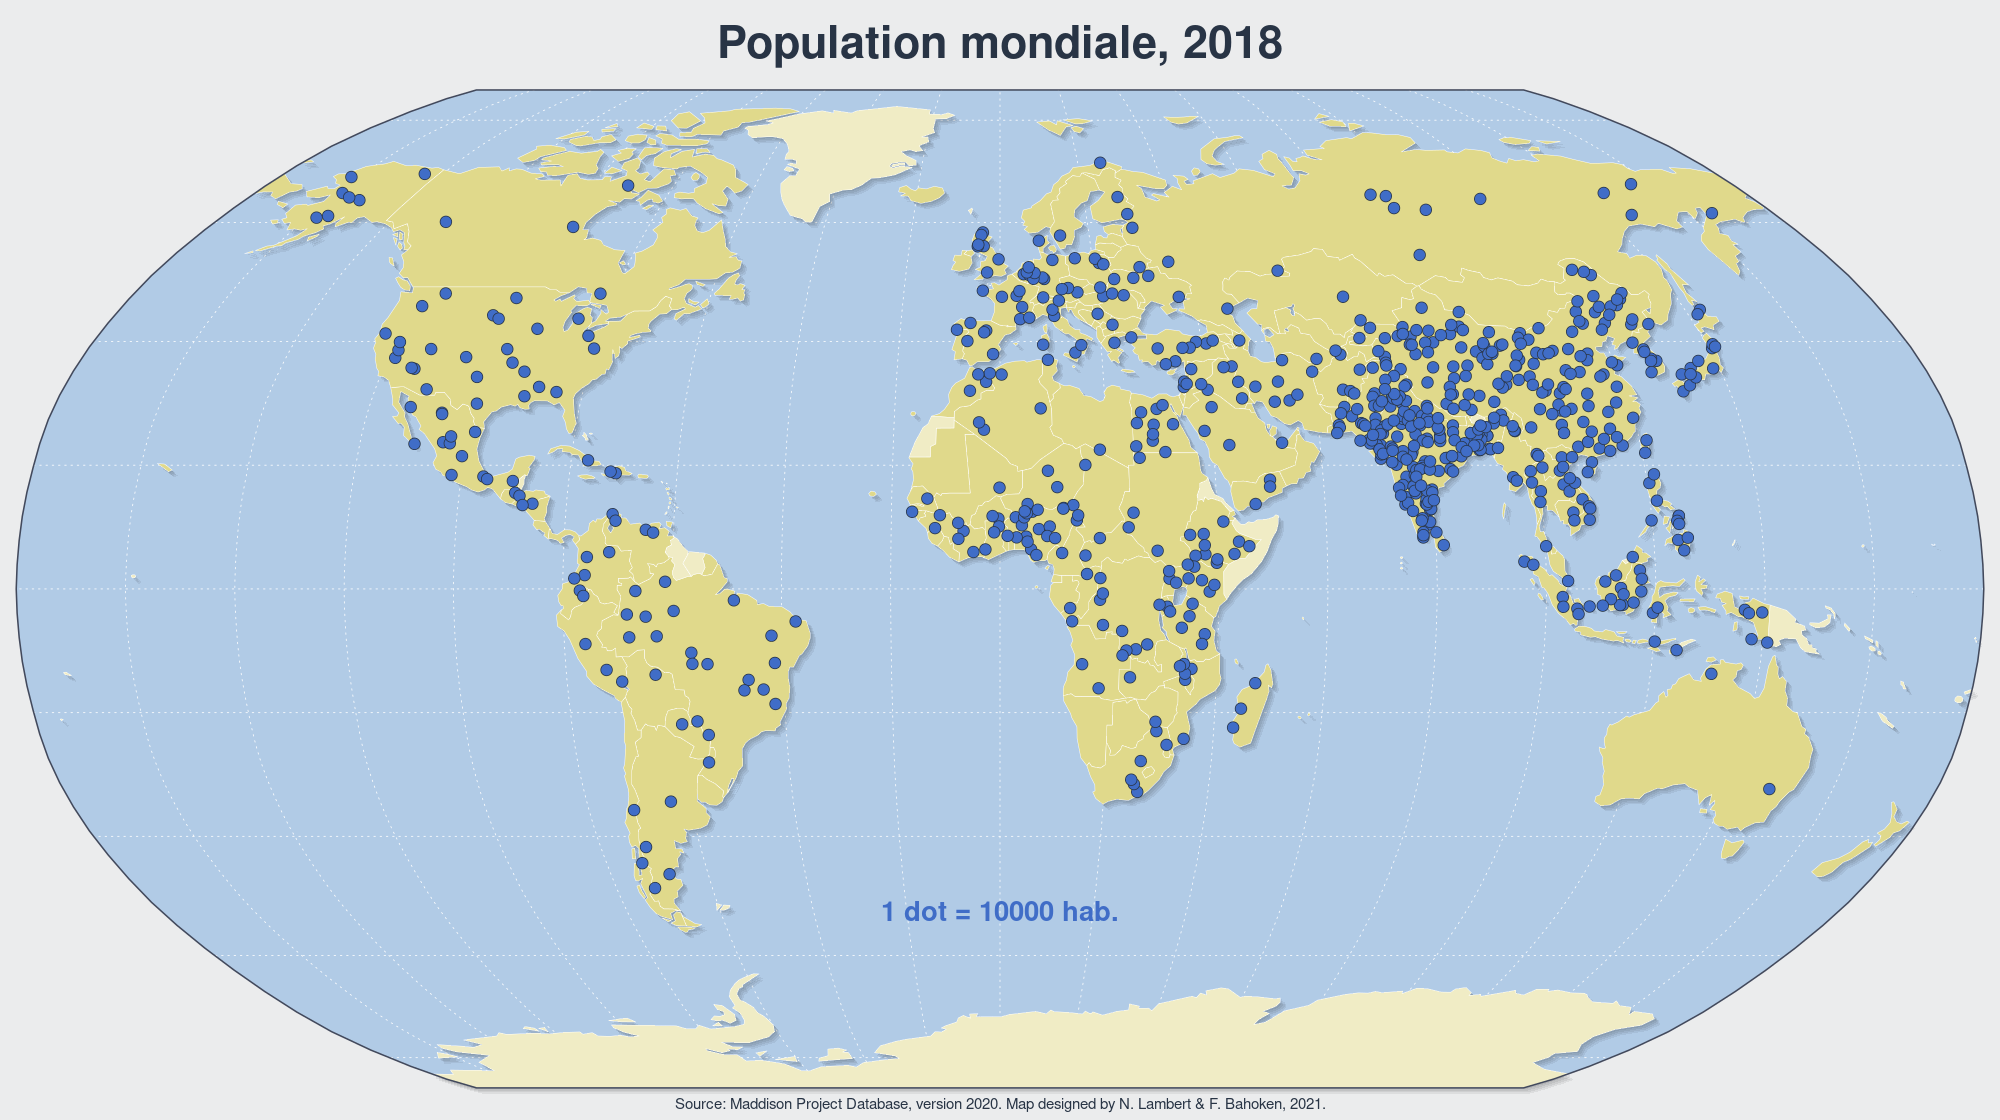 Population mondiale, 2018
1 dot = 10000 hab.
Source: Maddison Project Database, version 2020. Map designed by N. Lambert & F. Bahoken, 2021.